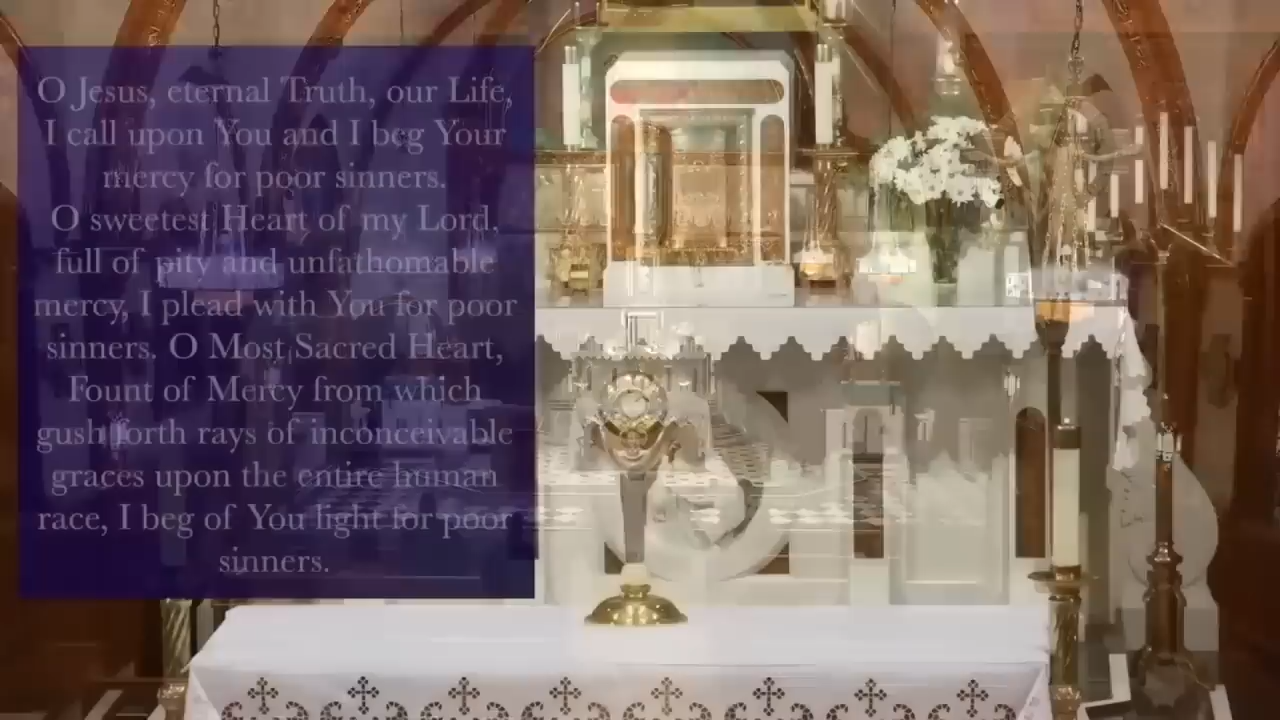 O Jesus, eternal Truth, our Life,
I call upon You and I beg Your
mercy for poor sinners.
O sweetest Heart of my Lord,
full of pity and unfathomable
mercy, I plead with You for poor
sinners. O Most Sacred Heart,
Fount of Mercy from which
gush forth rays of inconceivable
graces upon the entire human
race, I beg of You light for poor
sinners.